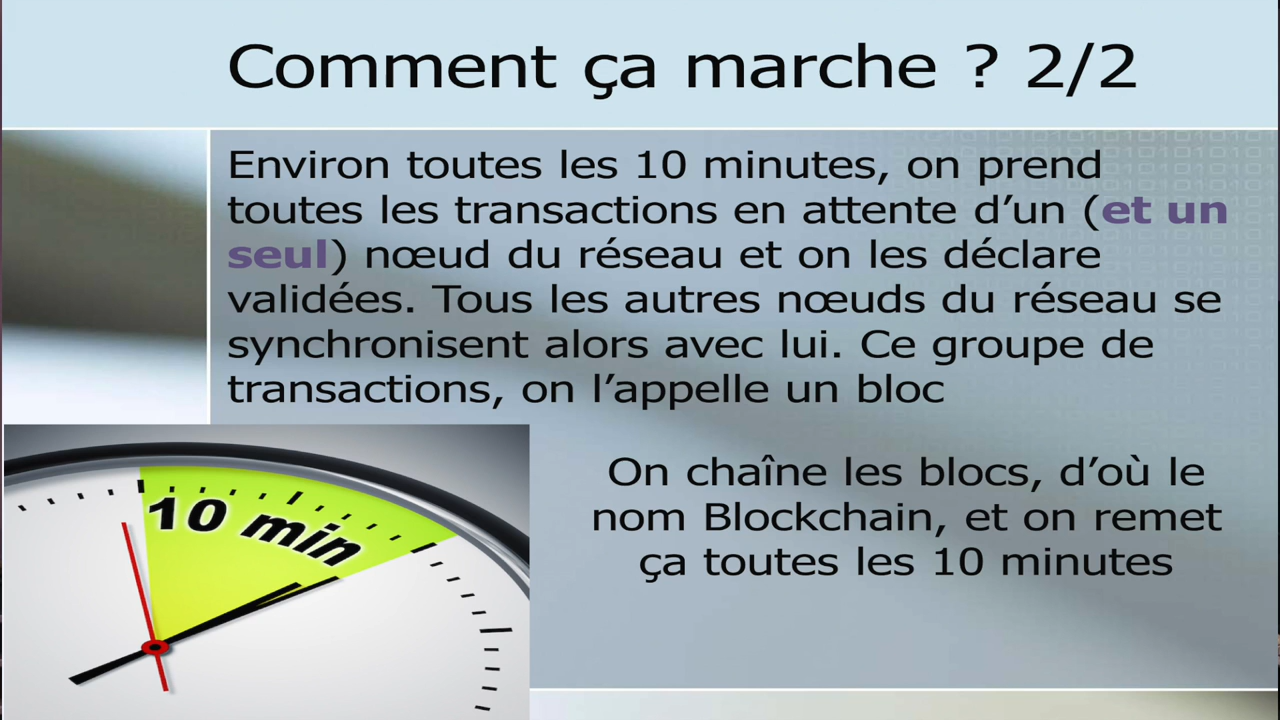 Comment ça marche ? 2/2
Environ toutes les 10 minutes, on prend
toutes les transactions en attente d’un (et un
seul) nœud du réseau et on les déclare
validées. Tous les autres nœuds du réseau se
synchronisent alors avec lui. Ce groupe de
transactions, on l’appelle un bloc
On chaîne les blocs, d’où le
nom Blockchain, et on remet
ça toutes les 10 minutes
10 min